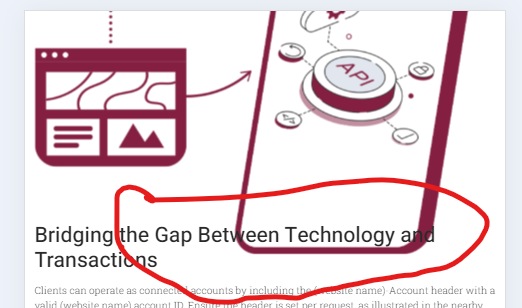 API
Bridging the Gap Between Technology and
Transactions
Clients can operate as connected accounts by including the (website name)-Account header with a
valid (website name) account ID. Ensure the header is set per request, as illustrated in the nearby